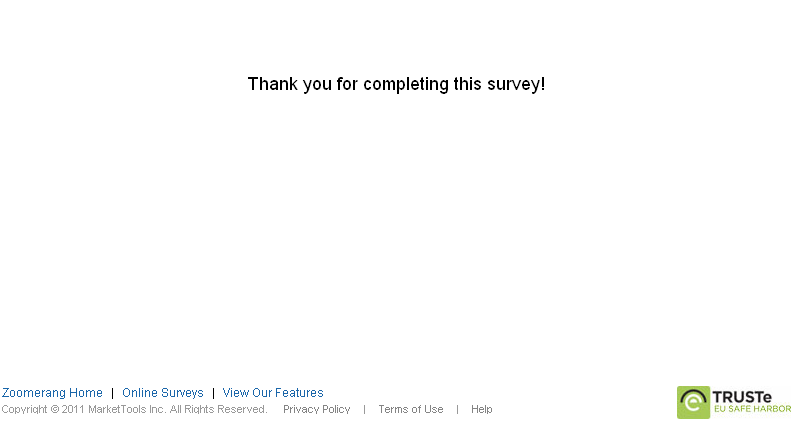 Thank you for completing this survey!
Zoomerang Home | Online Surveys | View Our Features
Copyright © 2011 MarketTools Inc. All Rights Reserved. Privacy Policy | Terms of Use | Help
e TRUSTe
EU SAFE HARBOR